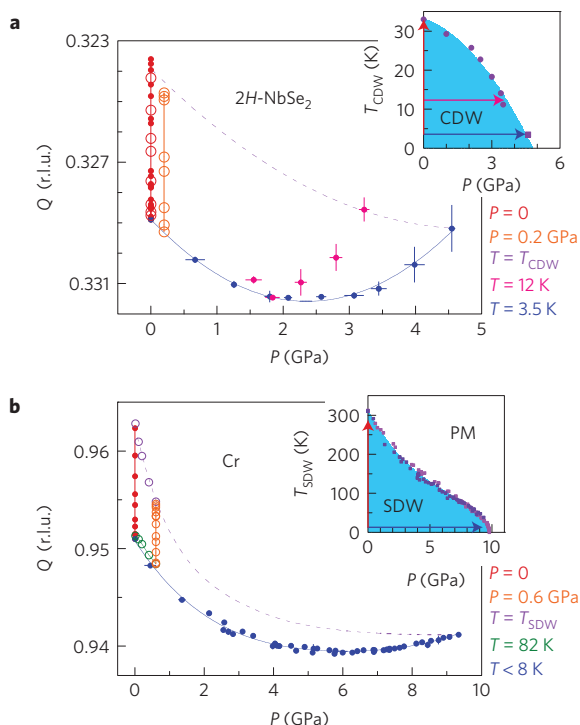 a
0.323
0.327
0.331
Q (r.l.u.)
2H-NbSe₂
0
1
2
3
4
5
P (GPa)
30
20
10
0
T_CDW (K)
CDW
0
3
6
P (GPa)
P = 0
P = 0.2 GPa
T = T_CDW
T = 12 K
T = 3.5 K
b
0.96
0.95
0.94
Q (r.l.u.)
Cr
0
2
4
6
8
10
P (GPa)
300
200
100
0
T_SDW (K)
PM
SDW
0
5
10
P (GPa)
P = 0
P = 0.6 GPa
T = T_SDW
T = 82 K
T < 8 K